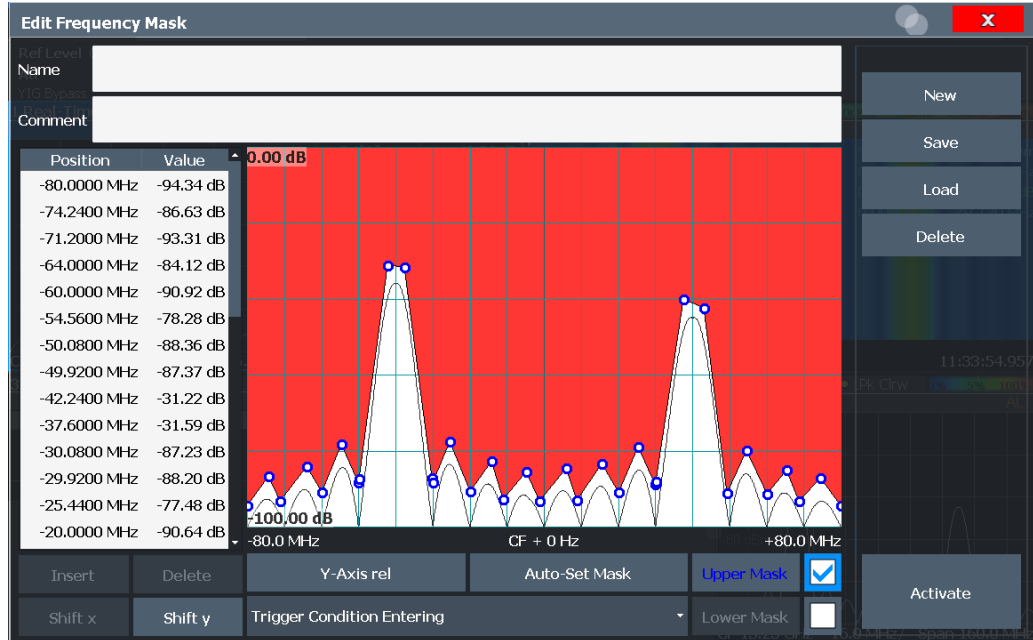 Edit Frequency Mask
X
Ref Level
Name
YIG Bypass
Comment
New
Save
Load
Delete
Position Value
-80.0000 MHz -94.34 dB
-74.2400 MHz -86.63 dB
-71.2000 MHz -93.31 dB
-64.0000 MHz -84.12 dB
-60.0000 MHz -90.92 dB
-54.5600 MHz -78.28 dB
-50.0800 MHz -88.36 dB
-49.9200 MHz -87.37 dB
-42.2400 MHz -31.22 dB
-37.6000 MHz -31.59 dB
-30.0800 MHz -87.23 dB
-29.9200 MHz -88.20 dB
-25.4400 MHz -77.48 dB
-20.0000 MHz -90.64 dB
0.00 dB
-100.00 dB
-80.0 MHz CF + 0 Hz +80.0 MHz
11:33:54.957
Pk Clrw
Insert Delete Y-Axis rel Auto-Set Mask Upper Mask
Shift x Shift y Trigger Condition Entering Lower Mask
Activate